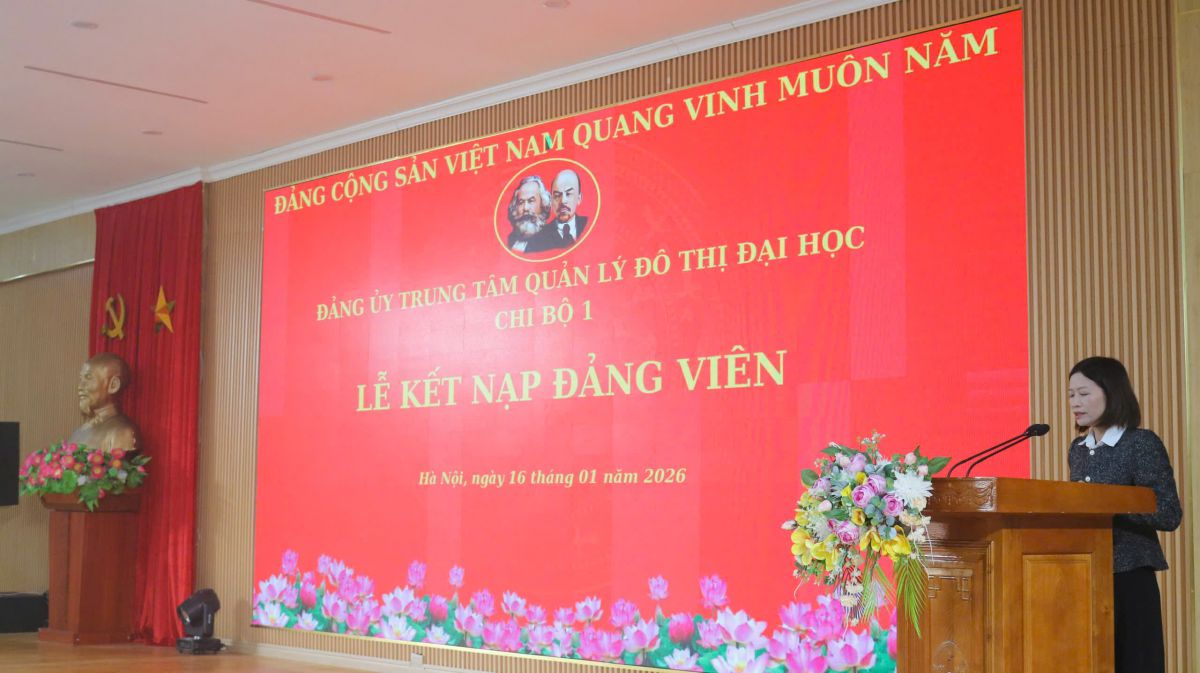 ĐẢNG CỘNG SẢN VIỆT NAM QUANG VINH MUÔN NĂM
ĐẢNG ỦY TRUNG TÂM QUẢN LÝ ĐÔ THỊ ĐẠI HỌC
CHI BỘ 1
LỄ KẾT NẠP ĐẢNG VIÊN
Hà Nội, ngày 16 tháng 01 năm 2026